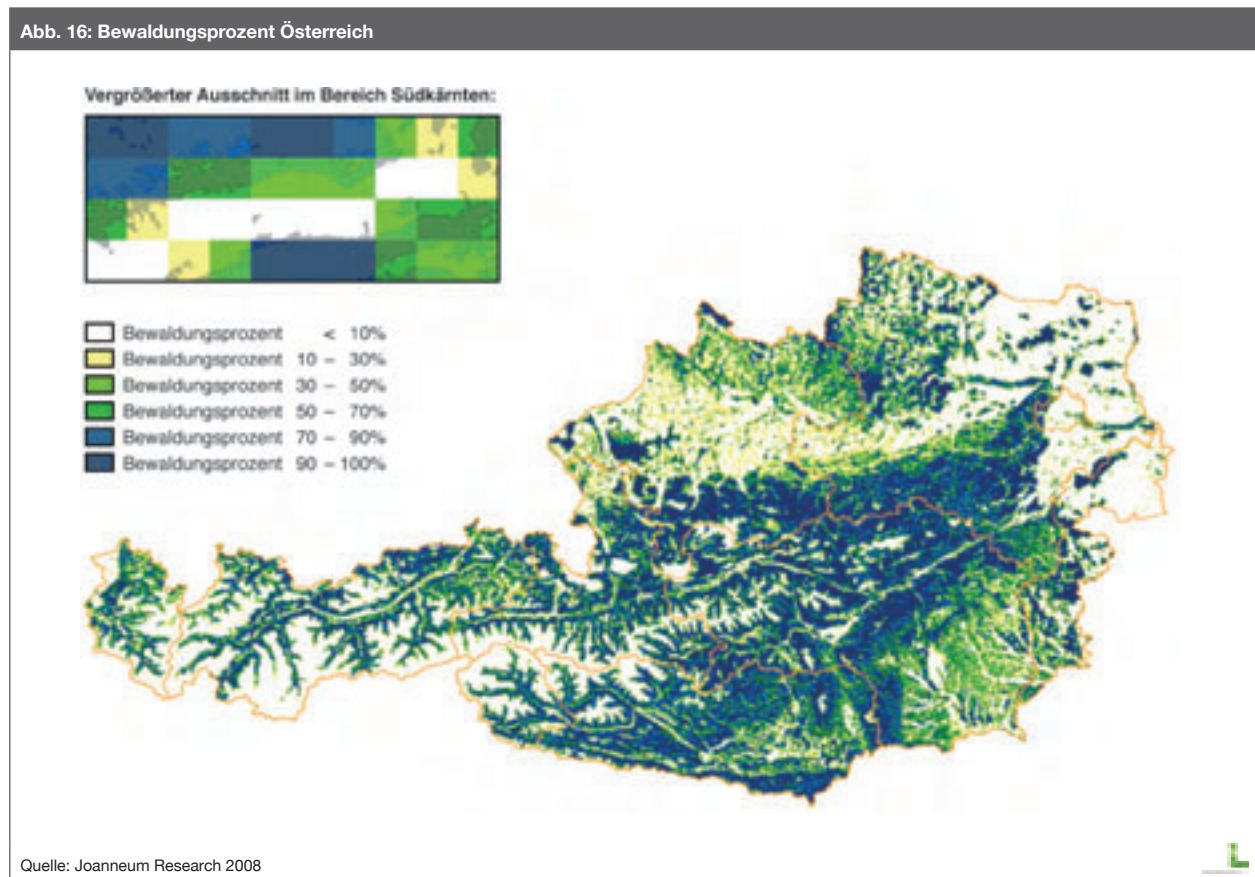 Abb. 16: Bewaldungsprozent Österreich
Vergrößerter Ausschnitt im Bereich Südkärnten:
Bewaldungsprozent < 10%
Bewaldungsprozent 10 – 30%
Bewaldungsprozent 30 – 50%
Bewaldungsprozent 50 – 70%
Bewaldungsprozent 70 – 90%
Bewaldungsprozent 90 – 100%
Quelle: Joanneum Research 2008